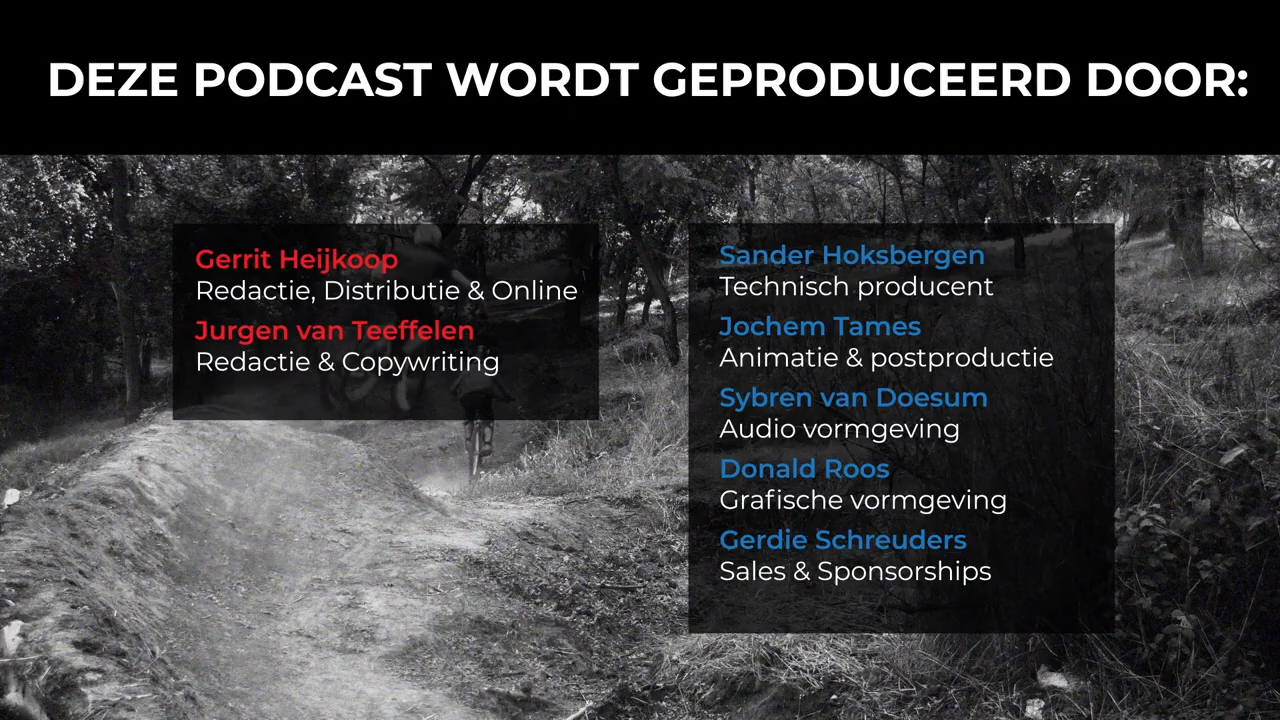 DEZE PODCAST WORDT GEPRODUCEERD DOOR:
Gerrit Heijkoop
Redactie, Distributie & Online
Jurgen van Teeffelen
Redactie & Copywriting
Sander Hoksbergen
Technisch producent
Jochem Tames
Animatie & postproductie
Sybren van Doesum
Audio vormgeving
Donald Roos
Grafische vormgeving
Gerdie Schreuders
Sales & Sponsorships